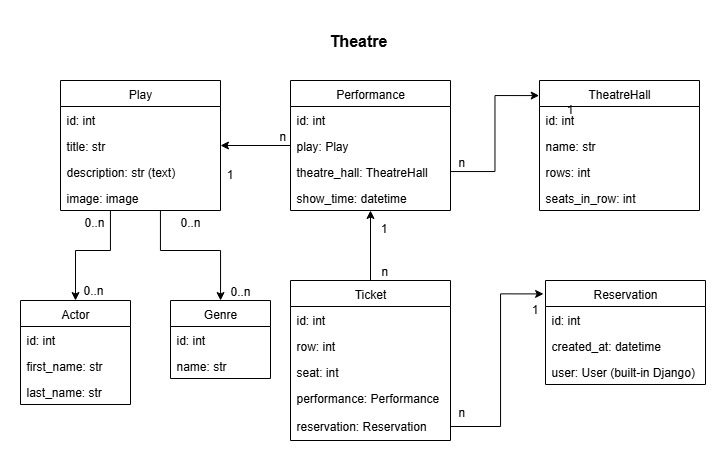 Theatre
Play
id: int
title: str
description: str (text)
image: image
Performance
id: int
play: Play
theatre_hall: TheatreHall
show_time: datetime
TheatreHall
1
id: int
name: str
rows: int
seats_in_row: int
n
1
n
0..n
0..n
0..n
0..n
1
n
Actor
id: int
first_name: str
last_name: str
Genre
id: int
name: str
Ticket
id: int
row: int
seat: int
performance: Performance
reservation: Reservation
n
1
Reservation
id: int
created_at: datetime
user: User (built-in Django)